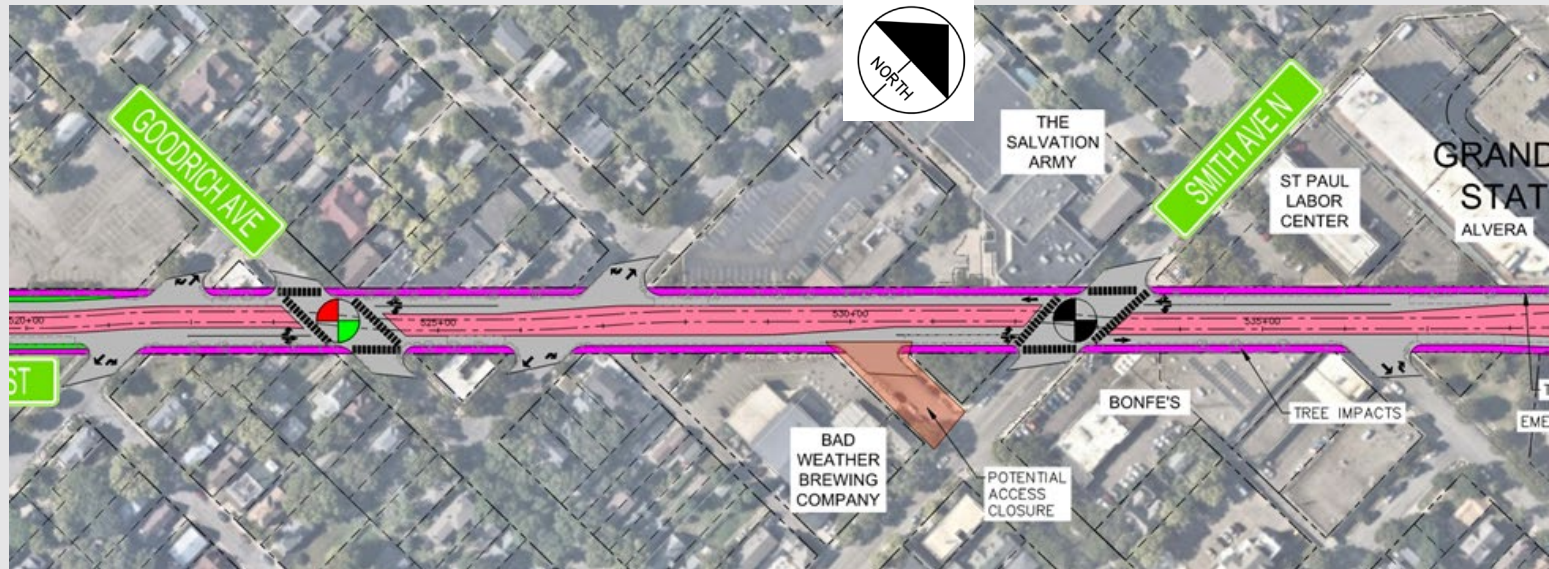 NORTH
GOODRICH AVE
THE
SALVATION
ARMY
SMITH AVE N
ST PAUL
LABOR
CENTER
GRAND
STAT
ALVERA
520+00
525+00
530+00
535+00
ST
BONFE'S
TREE IMPACTS
T
EME
BAD
WEATHER
BREWING
COMPANY
POTENTIAL
ACCESS
CLOSURE